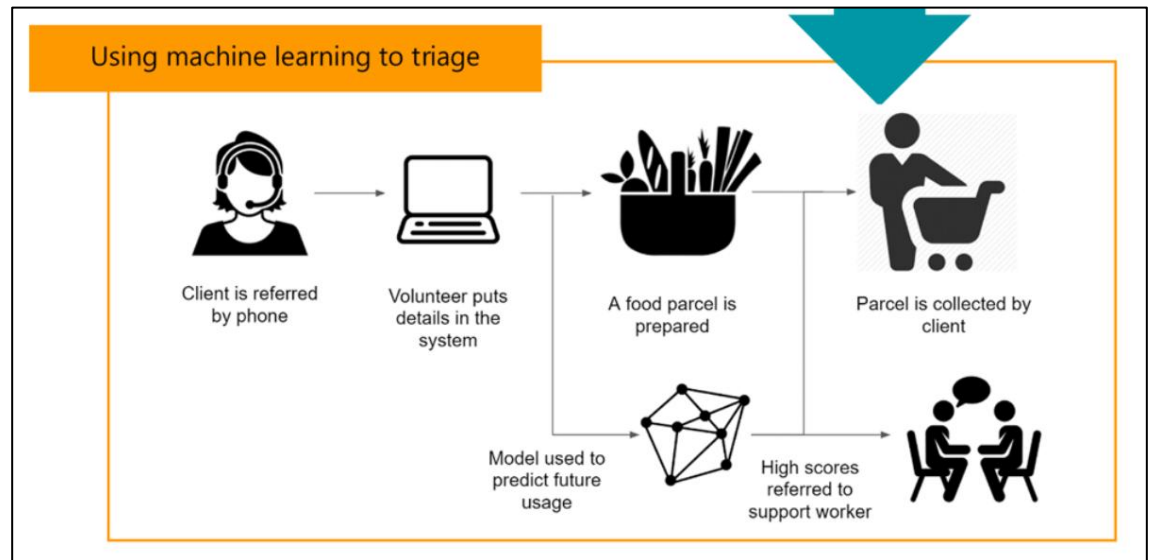 Using machine learning to triage
Client is referred
by phone
Volunteer puts
details in the
system
A food parcel is
prepared
Parcel is collected by
client
Model used to
predict future
usage
High scores
referred to
support worker